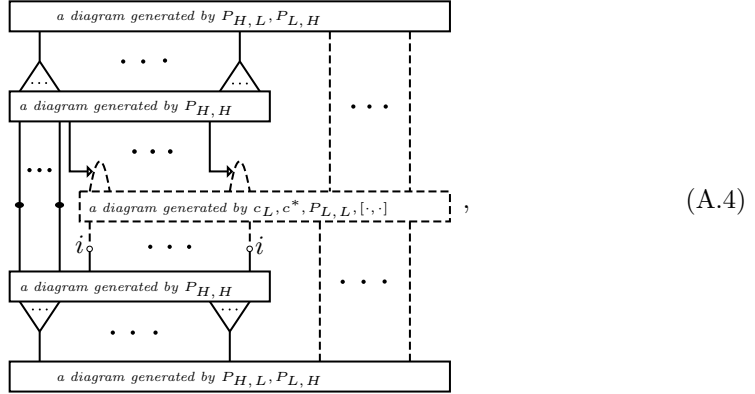 a diagram generated by P_{H,L}, P_{L,H}
a diagram generated by P_{H,H}
a diagram generated by c_L, c^*, P_{L,L}, [·,·]
,
(A.4)
i i
a diagram generated by P_{H,H}
a diagram generated by P_{H,L}, P_{L,H}